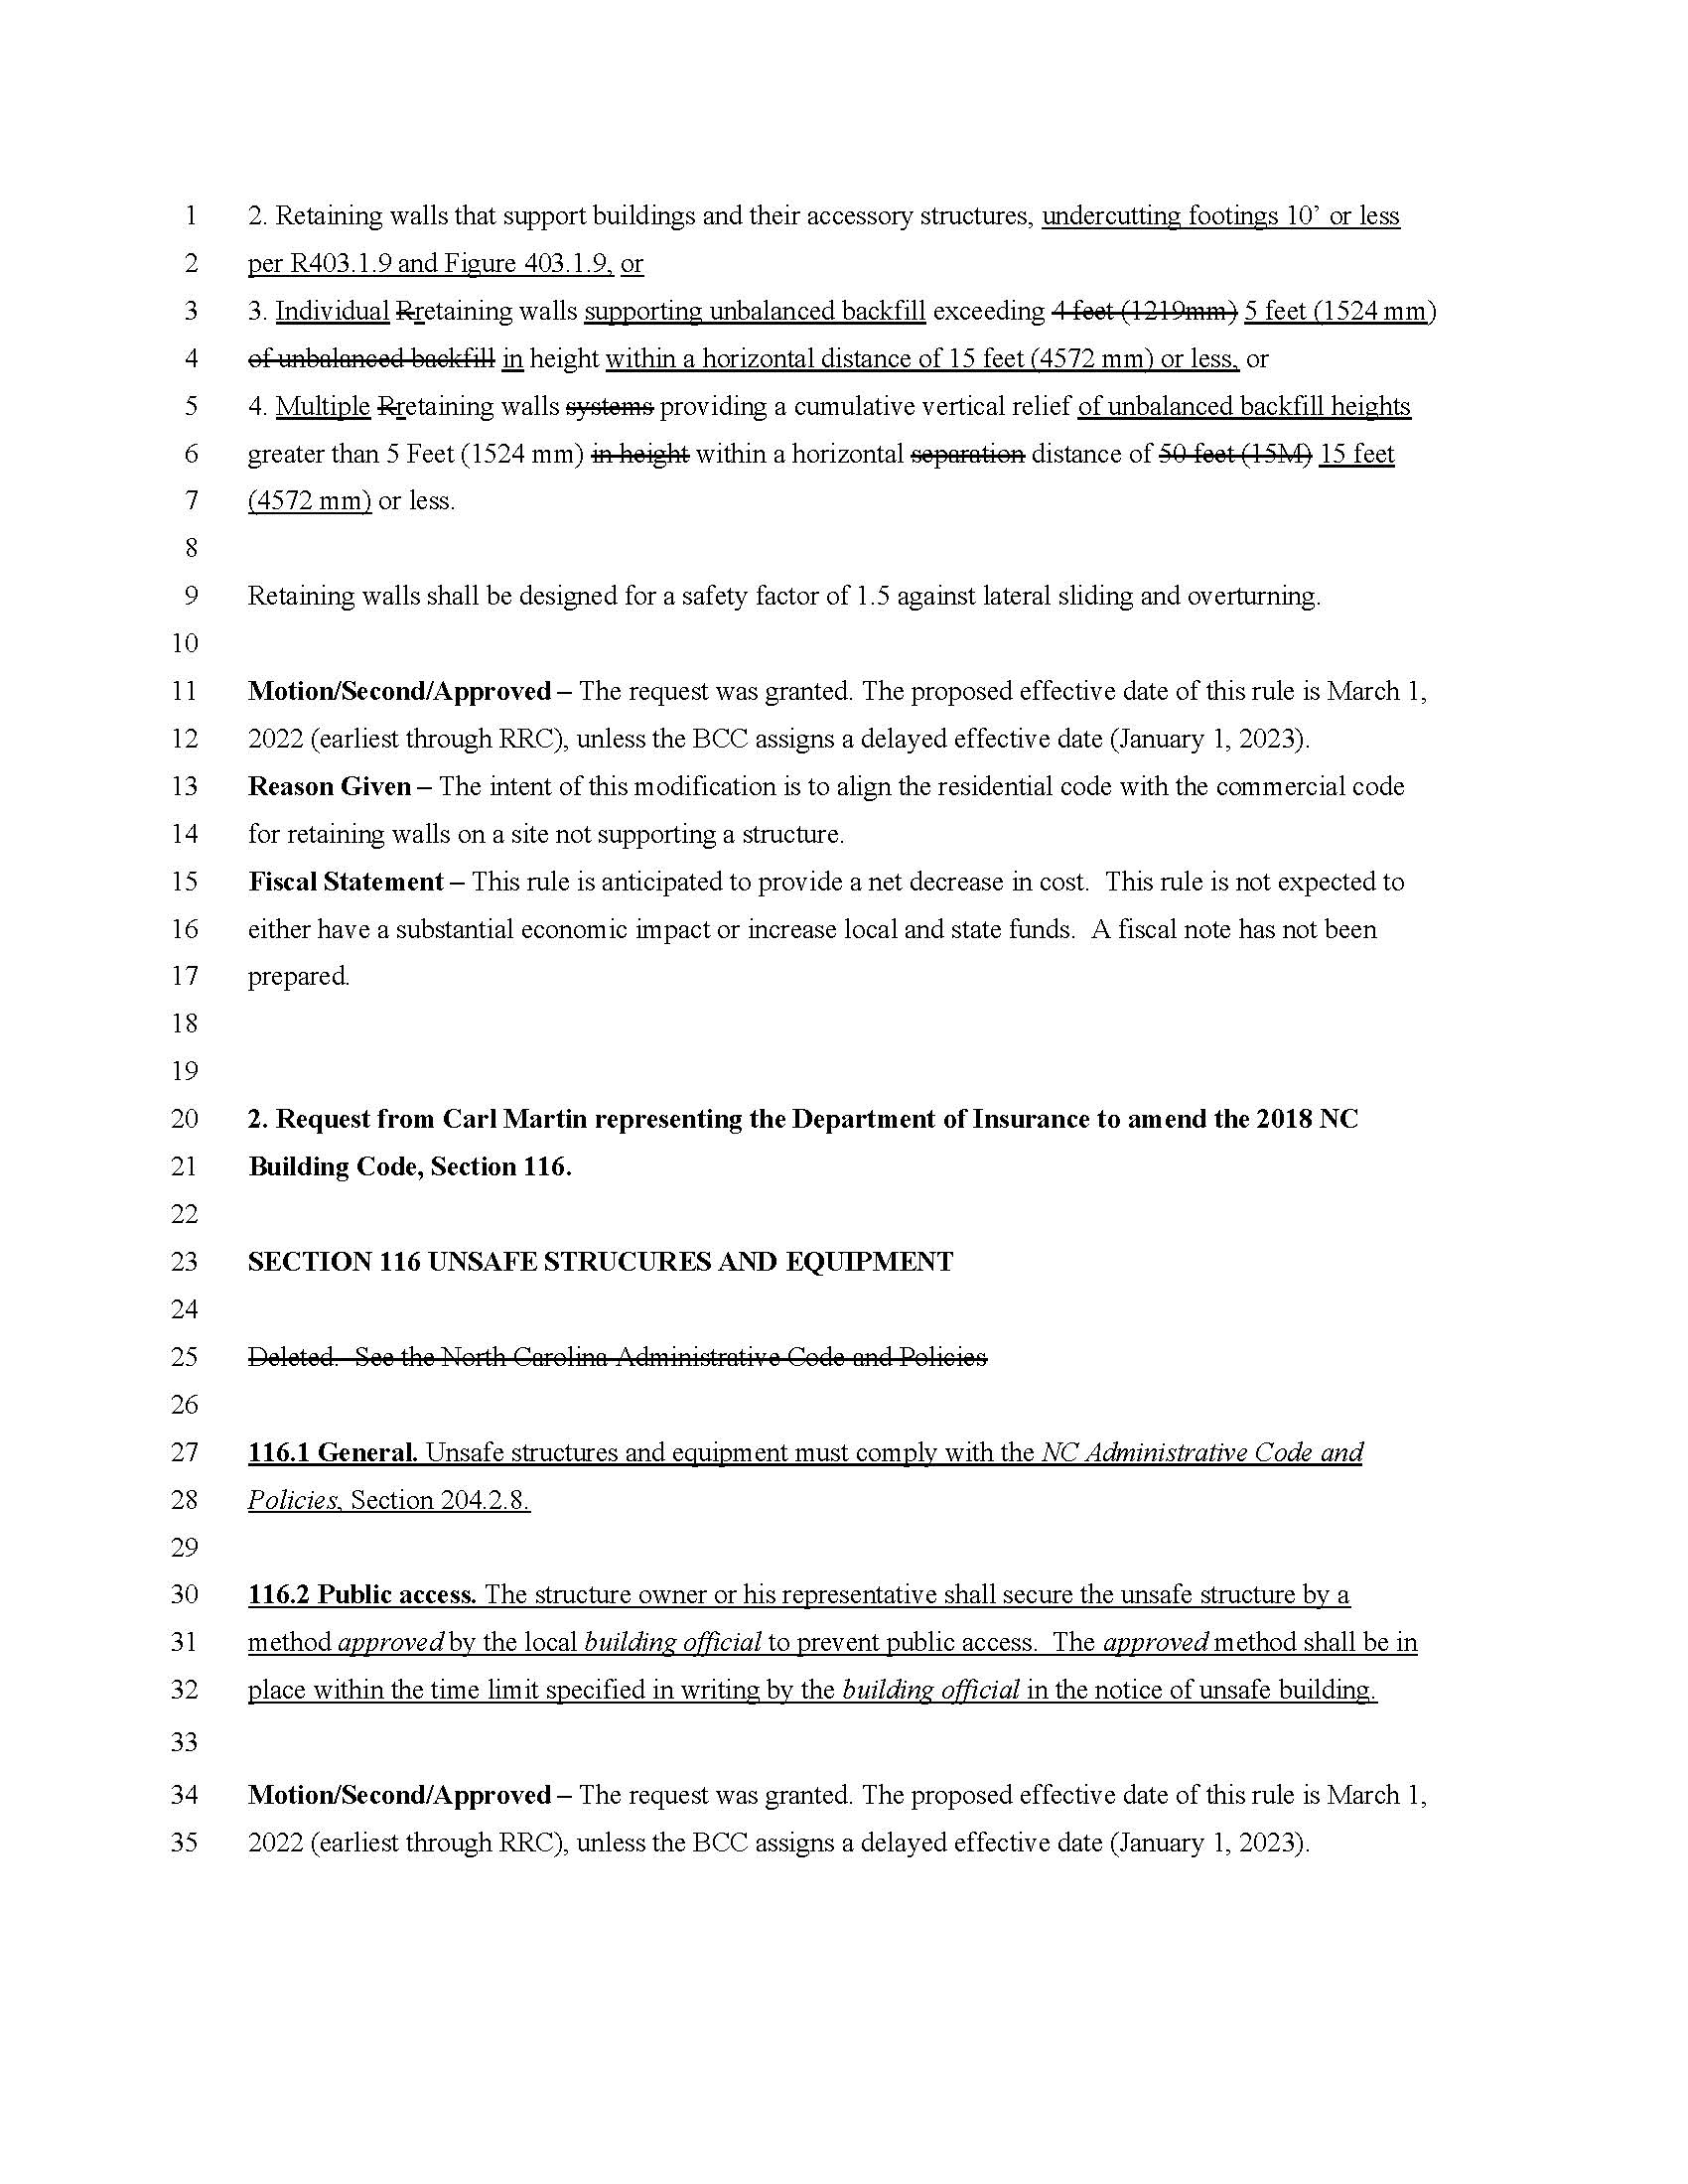 1 2. Retaining walls that support buildings and their accessory structures, undercutting footings 10’ or less
2 per R403.1.9 and Figure 403.1.9, or
3 3. Individual Rretaining walls supporting unbalanced backfill exceeding 4 feet (1219mm) 5 feet (1524 mm)
4 of unbalanced backfill in height within a horizontal distance of 15 feet (4572 mm) or less, or
5 4. Multiple Rretaining walls systems providing a cumulative vertical relief of unbalanced backfill heights
6 greater than 5 Feet (1524 mm) in height within a horizontal separation distance of 50 feet (15M) 15 feet
7 (4572 mm) or less.
8
9 Retaining walls shall be designed for a safety factor of 1.5 against lateral sliding and overturning.
10
11 Motion/Second/Approved – The request was granted. The proposed effective date of this rule is March 1,
12 2022 (earliest through RRC), unless the BCC assigns a delayed effective date (January 1, 2023).
13 Reason Given – The intent of this modification is to align the residential code with the commercial code
14 for retaining walls on a site not supporting a structure.
15 Fiscal Statement – This rule is anticipated to provide a net decrease in cost.  This rule is not expected to
16 either have a substantial economic impact or increase local and state funds.  A fiscal note has not been
17 prepared.
18
19
20 2. Request from Carl Martin representing the Department of Insurance to amend the 2018 NC
21 Building Code, Section 116.
22
23 SECTION 116 UNSAFE STRUCURES AND EQUIPMENT
24
25 Deleted.  See the North Carolina Administrative Code and Policies
26
27 116.1 General. Unsafe structures and equipment must comply with the NC Administrative Code and
28 Policies, Section 204.2.8.
29
30 116.2 Public access. The structure owner or his representative shall secure the unsafe structure by a
31 method approved by the local building official to prevent public access.  The approved method shall be in
32 place within the time limit specified in writing by the building official in the notice of unsafe building.
33
34 Motion/Second/Approved – The request was granted. The proposed effective date of this rule is March 1,
35 2022 (earliest through RRC), unless the BCC assigns a delayed effective date (January 1, 2023).